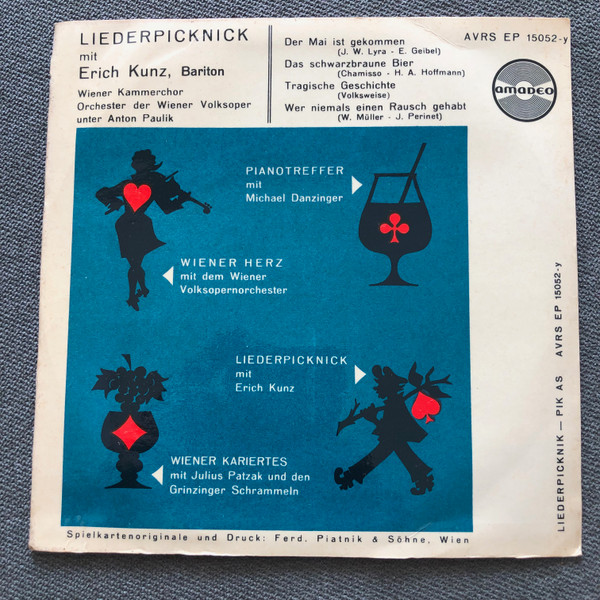 LIEDERPICKNICK
mit
Erich Kunz, Bariton
Wiener Kammerchor
Orchester der Wiener Volksoper
unter Anton Paulik
Der Mai ist gekommen
(J. W. Lyra - E. Geibel)
Das schwarzbraune Bier
(Chamisso - H. A. Hoffmann)
Tragische Geschichte
(Volksweise)
Wer niemals einen Rausch gehabt
(W. Müller - J. Perinet)
AVRS EP 15052-y
AMADEO
PIANOTREFFER
mit
Michael Danzinger
WIENER HERZ
mit dem Wiener
Volksopernorchester
LIEDERPICKNICK
mit
Erich Kunz
WIENER KARIERTES
mit Julius Patzak und den
Grinzinger Schrammeln
Spielkartenoriginale und Druck: Ferd. Piatnik & Söhne, Wien
LIEDERPICKNIK — PIK AS AVRS EP 15052-y